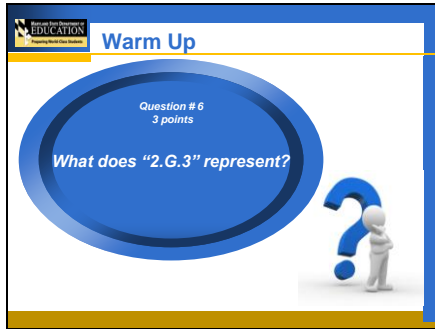 MARYLAND STATE DEPARTMENT OF
EDUCATION
Preparing World-Class Students
Warm Up
Question # 6
3 points
What does “2.G.3” represent?